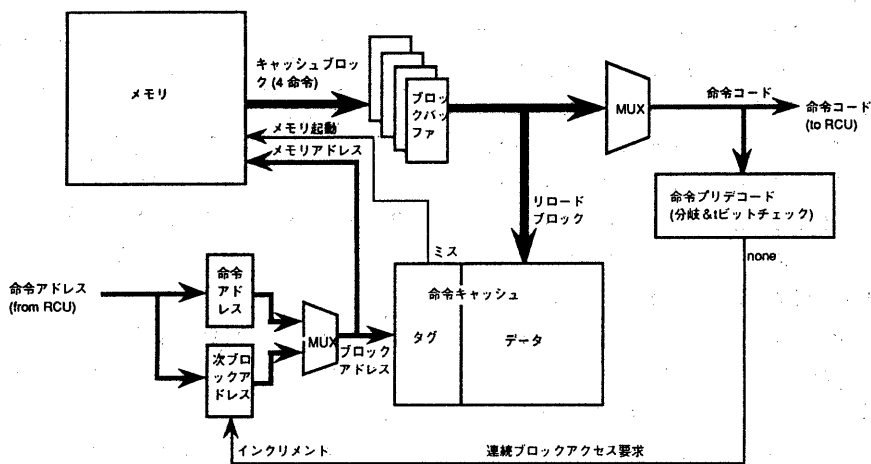 メモリ
キャッシュブロッ
ク (4 命令)
メモリ起動
メモリアドレス
ブロッ
クバッ
ファ
MUX
命令コード
命令コード
(to RCU)
命令プリデコード
(分岐&tビットチェック)
none
リロード
ブロック
ミス
命令キャッシュ
タグ
データ
命令アドレス
(from RCU)
命令
アド
レス
次ブロ
ックア
ドレス
MUX
ブロック
アドレス
インクリメント
連続ブロックアクセス要求